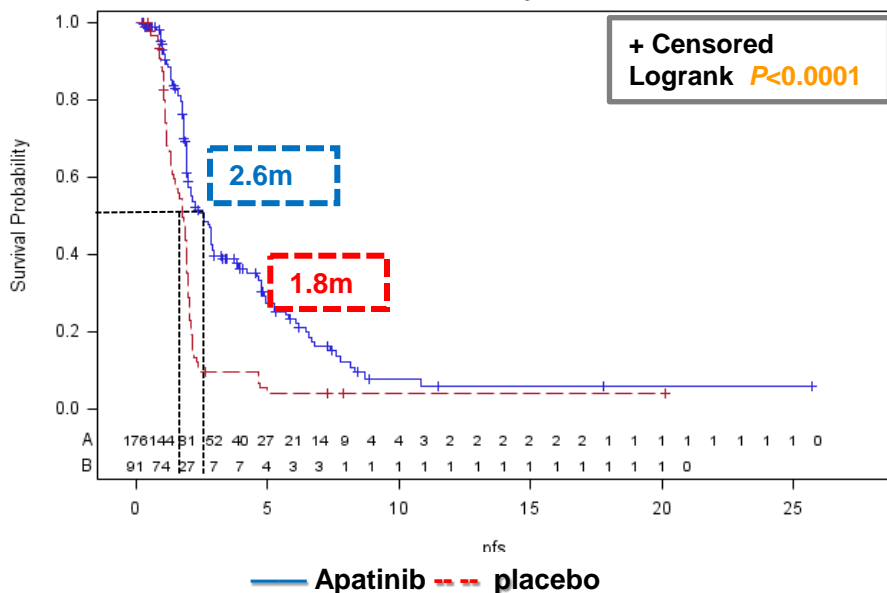 + Censored
Logrank P<0.0001
1.0
0.8
0.6
0.4
0.2
0.0
Survival Probability
2.6m
1.8m
A 176 144 81 52 40 27 21 14 9 4 4 3 2 2 2 2 2 2 1 1 1 1 1 1 1 1 0
B 91 74 27 7 7 4 3 3 1 1 1 1 1 1 1 1 1 1 1 1 1 0
0 5 10 15 20 25
pfs
Apatinib placebo